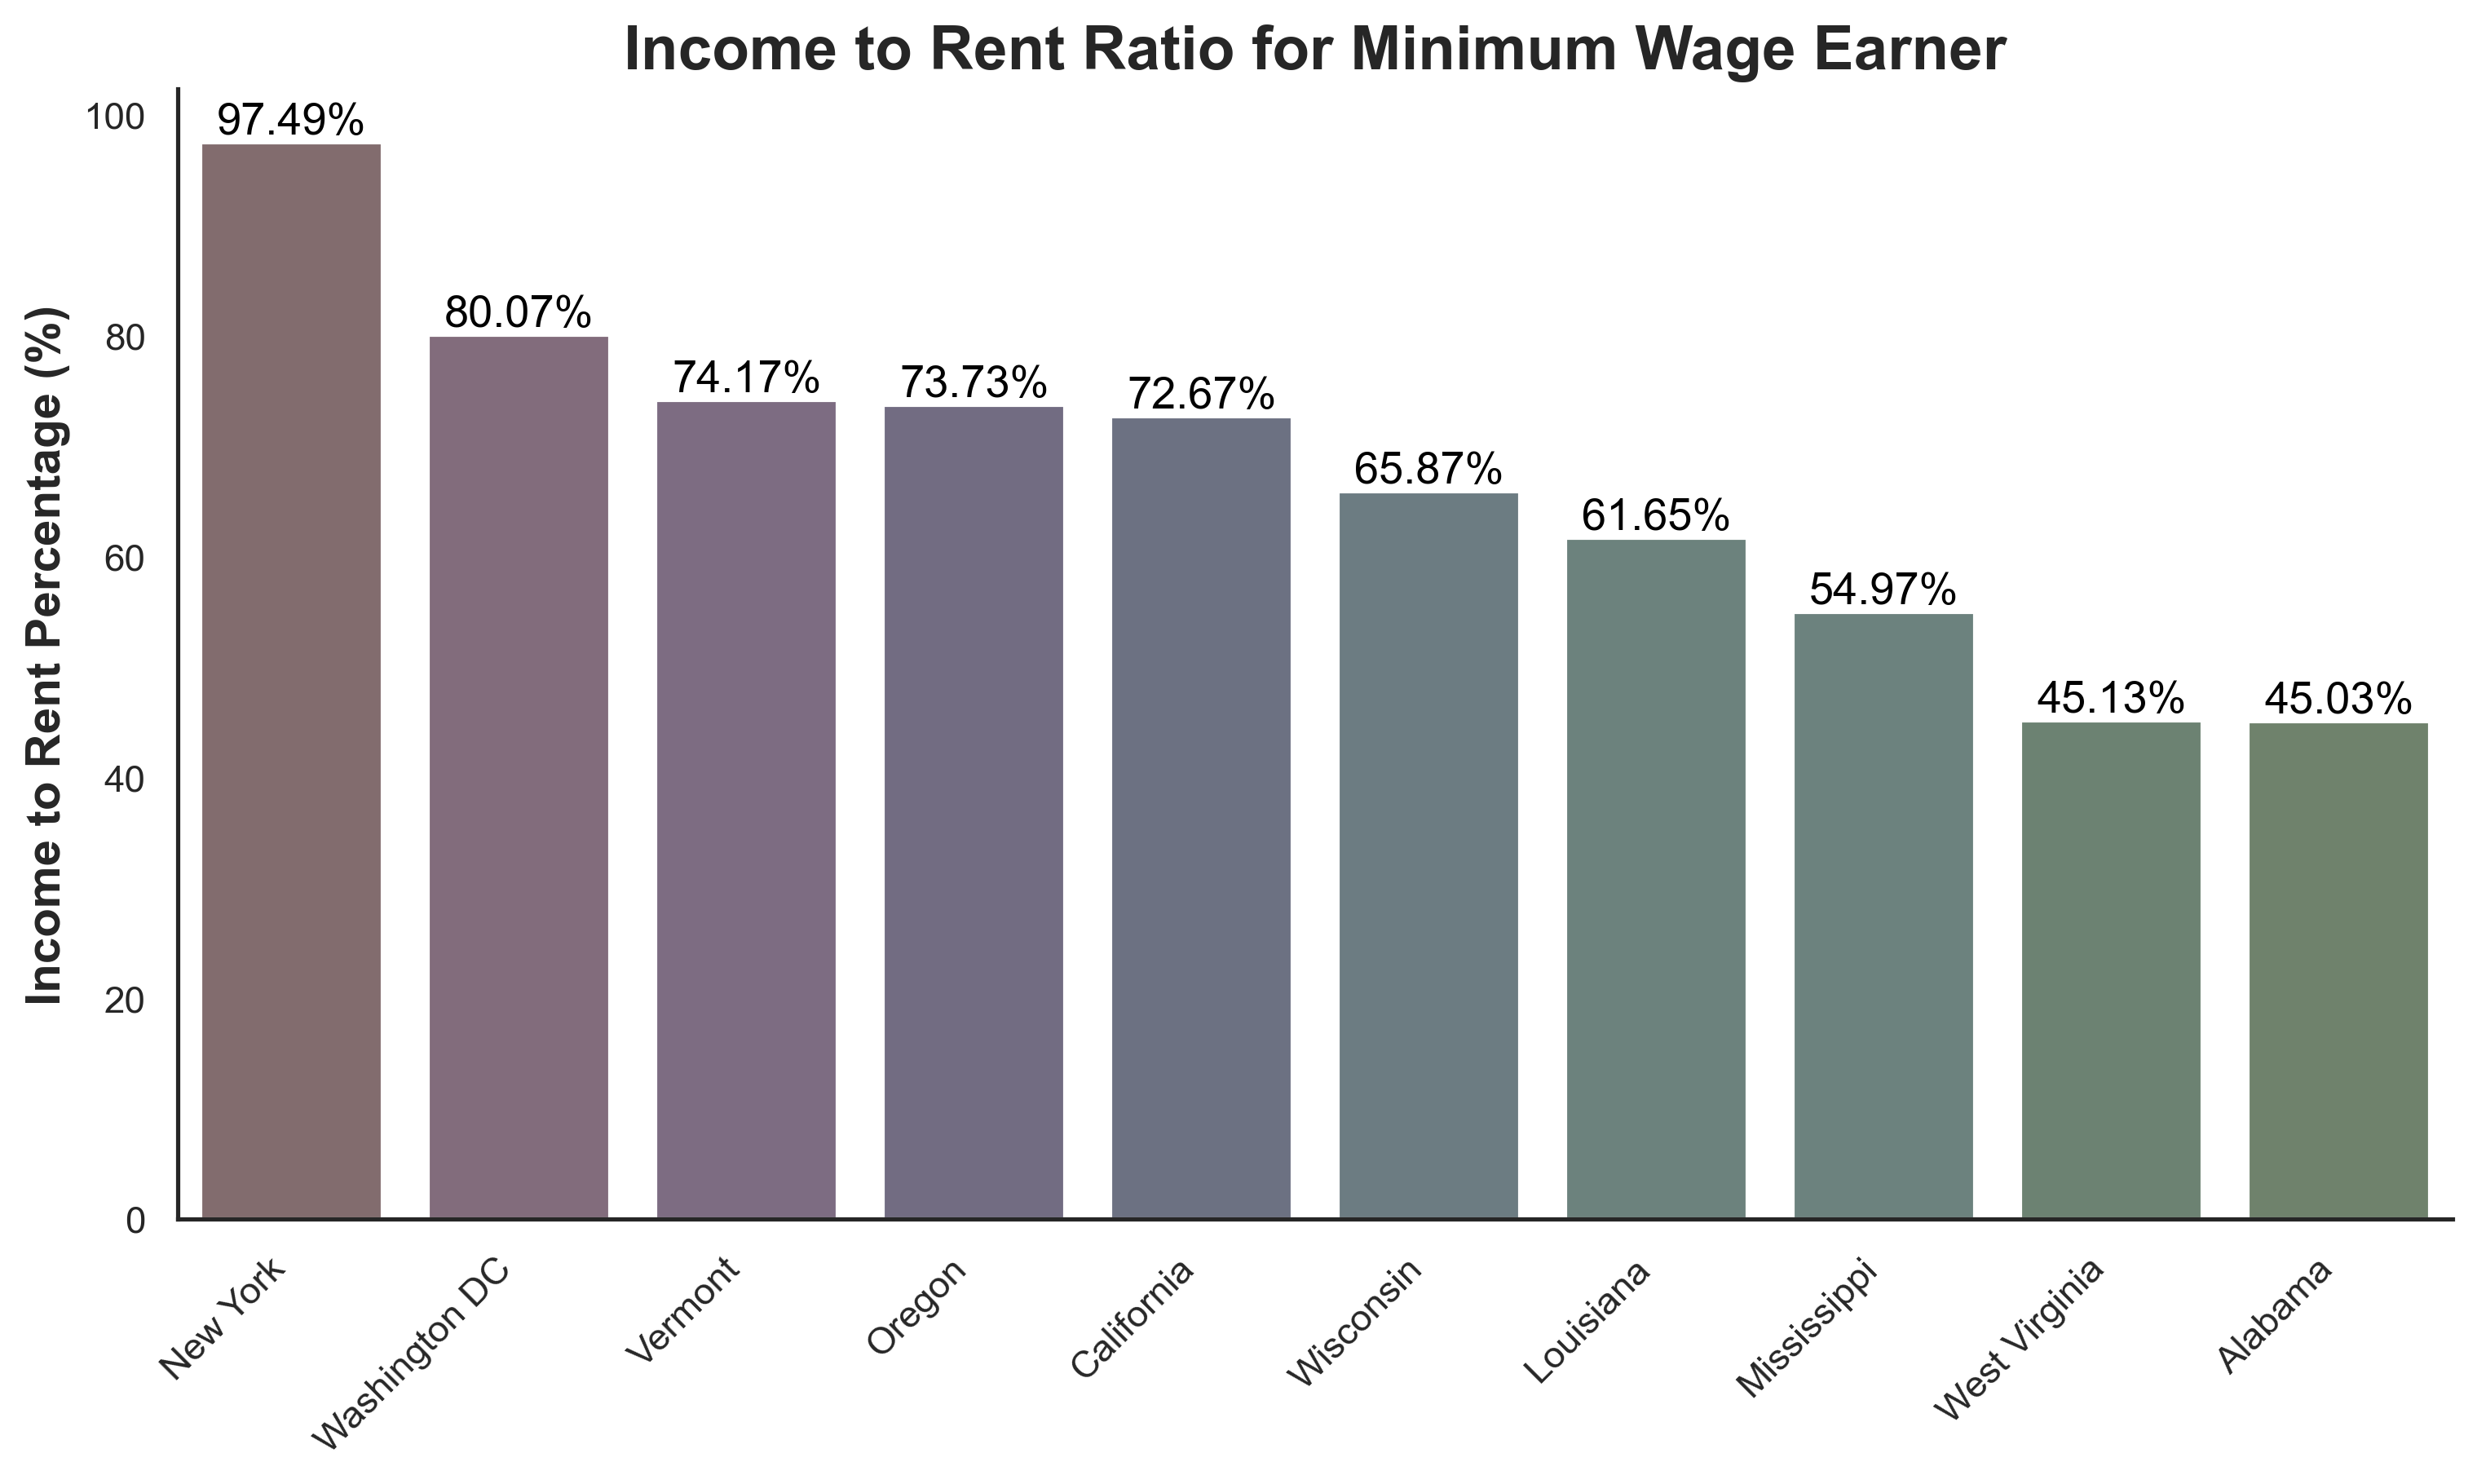 Income to Rent Ratio for Minimum Wage Earner
Income to Rent Percentage (%)
100
80
60
40
20
0
97.49%
80.07%
74.17%
73.73%
72.67%
65.87%
61.65%
54.97%
45.13%
45.03%
New York
Washington DC
Vermont
Oregon
California
Wisconsin
Louisiana
Mississippi
West Virginia
Alabama